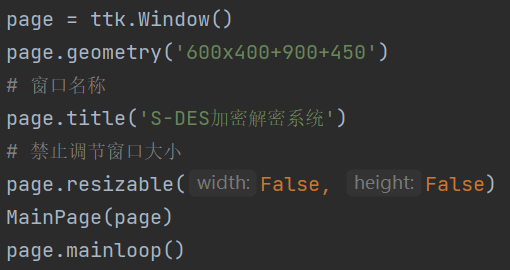 page = ttk.Window()
page.geometry('600x400+900+450')
# 窗口名称
page.title('S-DES加密解密系统')
# 禁止调节窗口大小
page.resizable( width: False, height: False)
MainPage(page)
page.mainloop()